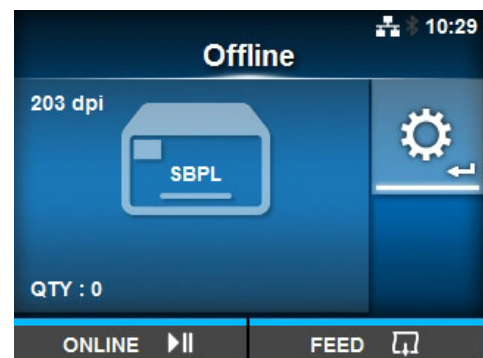 10:29
Offline
203 dpi
SBPL
QTY : 0
ONLINE FEED